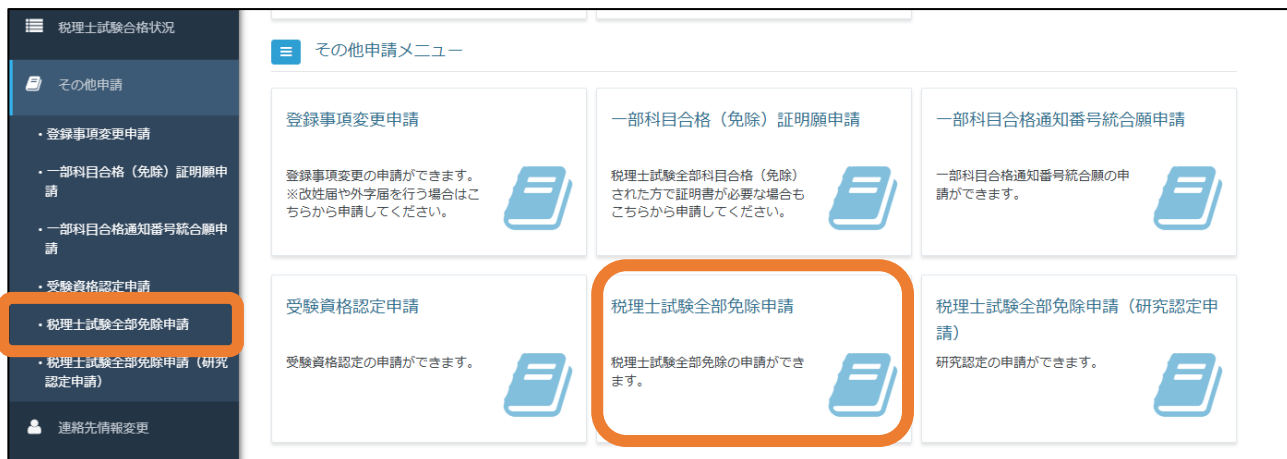 税理士試験合格状況
その他申請
・登録事項変更申請
・一部科目合格（免除）証明願申
請
・一部科目合格通知番号統合願申
請
・受験資格認定申請
・税理士試験全部免除申請
・税理士試験全部免除申請（研究
認定申請）
連絡先情報変更
その他申請メニュー
登録事項変更申請
登録事項変更の申請ができます。
※改姓届や外字届を行う場合はこ
ちらから申請してください。
一部科目合格（免除）証明願申請
税理士試験全部科目合格（免除）
された方で証明書が必要な場合も
こちらから申請してください。
一部科目合格通知番号統合願申請
一部科目合格通知番号統合願の申
請ができます。
受験資格認定申請
受験資格認定の申請ができます。
税理士試験全部免除申請
税理士試験全部免除の申請ができ
ます。
税理士試験全部免除申請（研究認定申
請）
研究認定の申請ができます。